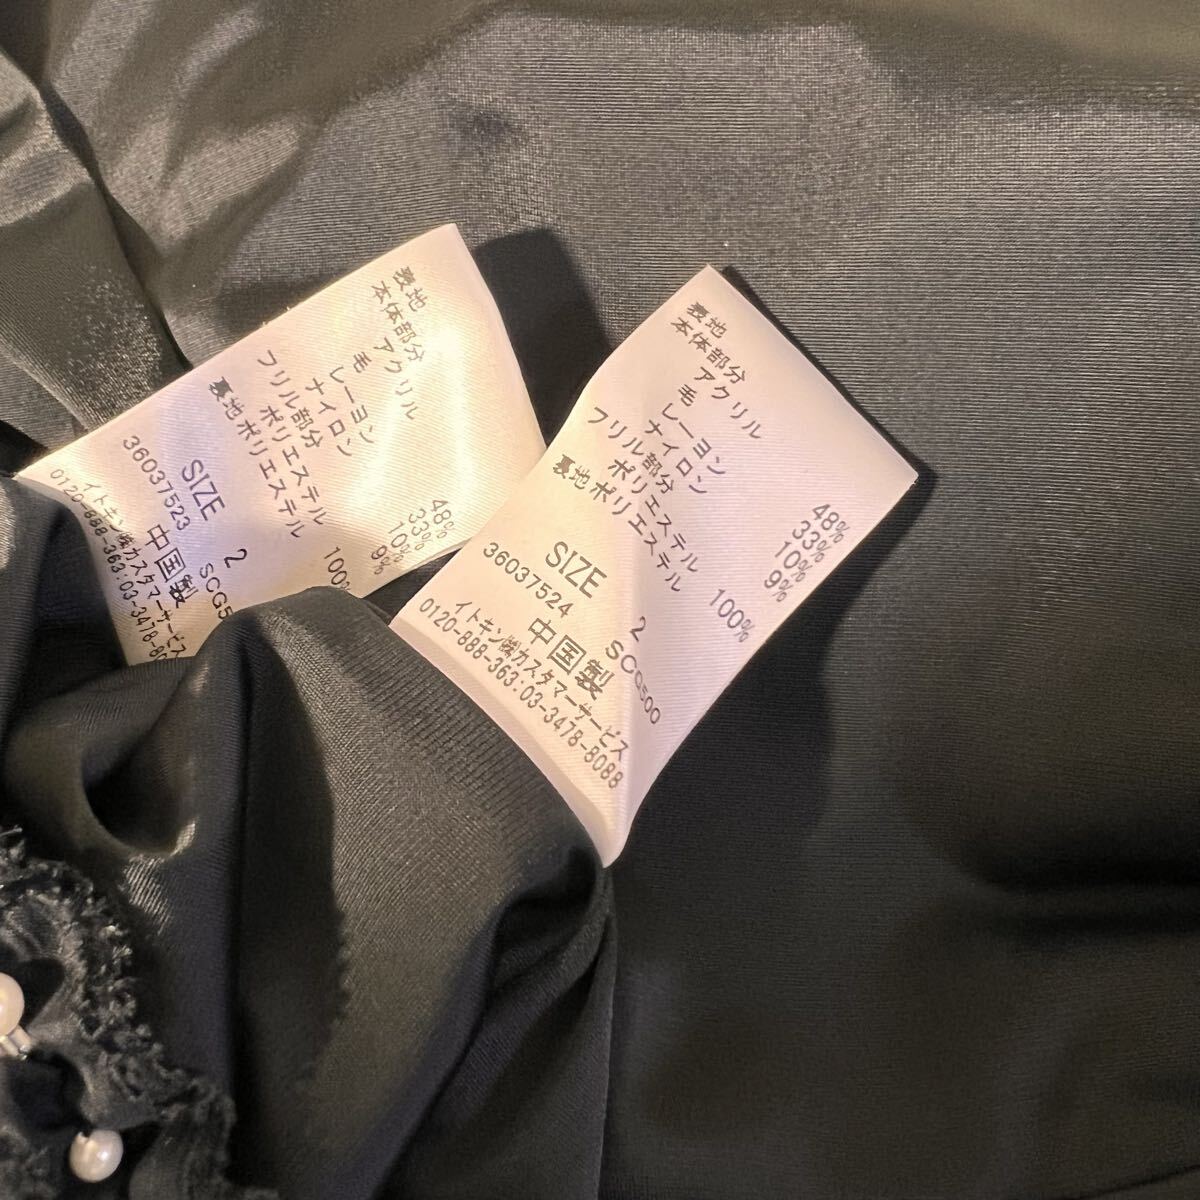 表地
本体部分
アクリル 48%
毛 33%
レーヨン 10%
ナイロン 9%
フリル部分
ポリエステル
裏地ポリエステル 100%
SIZE 2
36037523
中国製
イトキン㈱カスタマーサービス
0120-888-363:03-3478-
表地
本体部分
アクリル 48%
毛 33%
レーヨン 10%
ナイロン 9%
フリル部分
ポリエステル
裏地ポリエステル 100%
SIZE 2
36037524 SCG500
中国製
イトキン㈱カスタマーサービス
0120-888-363:03-3478-8088